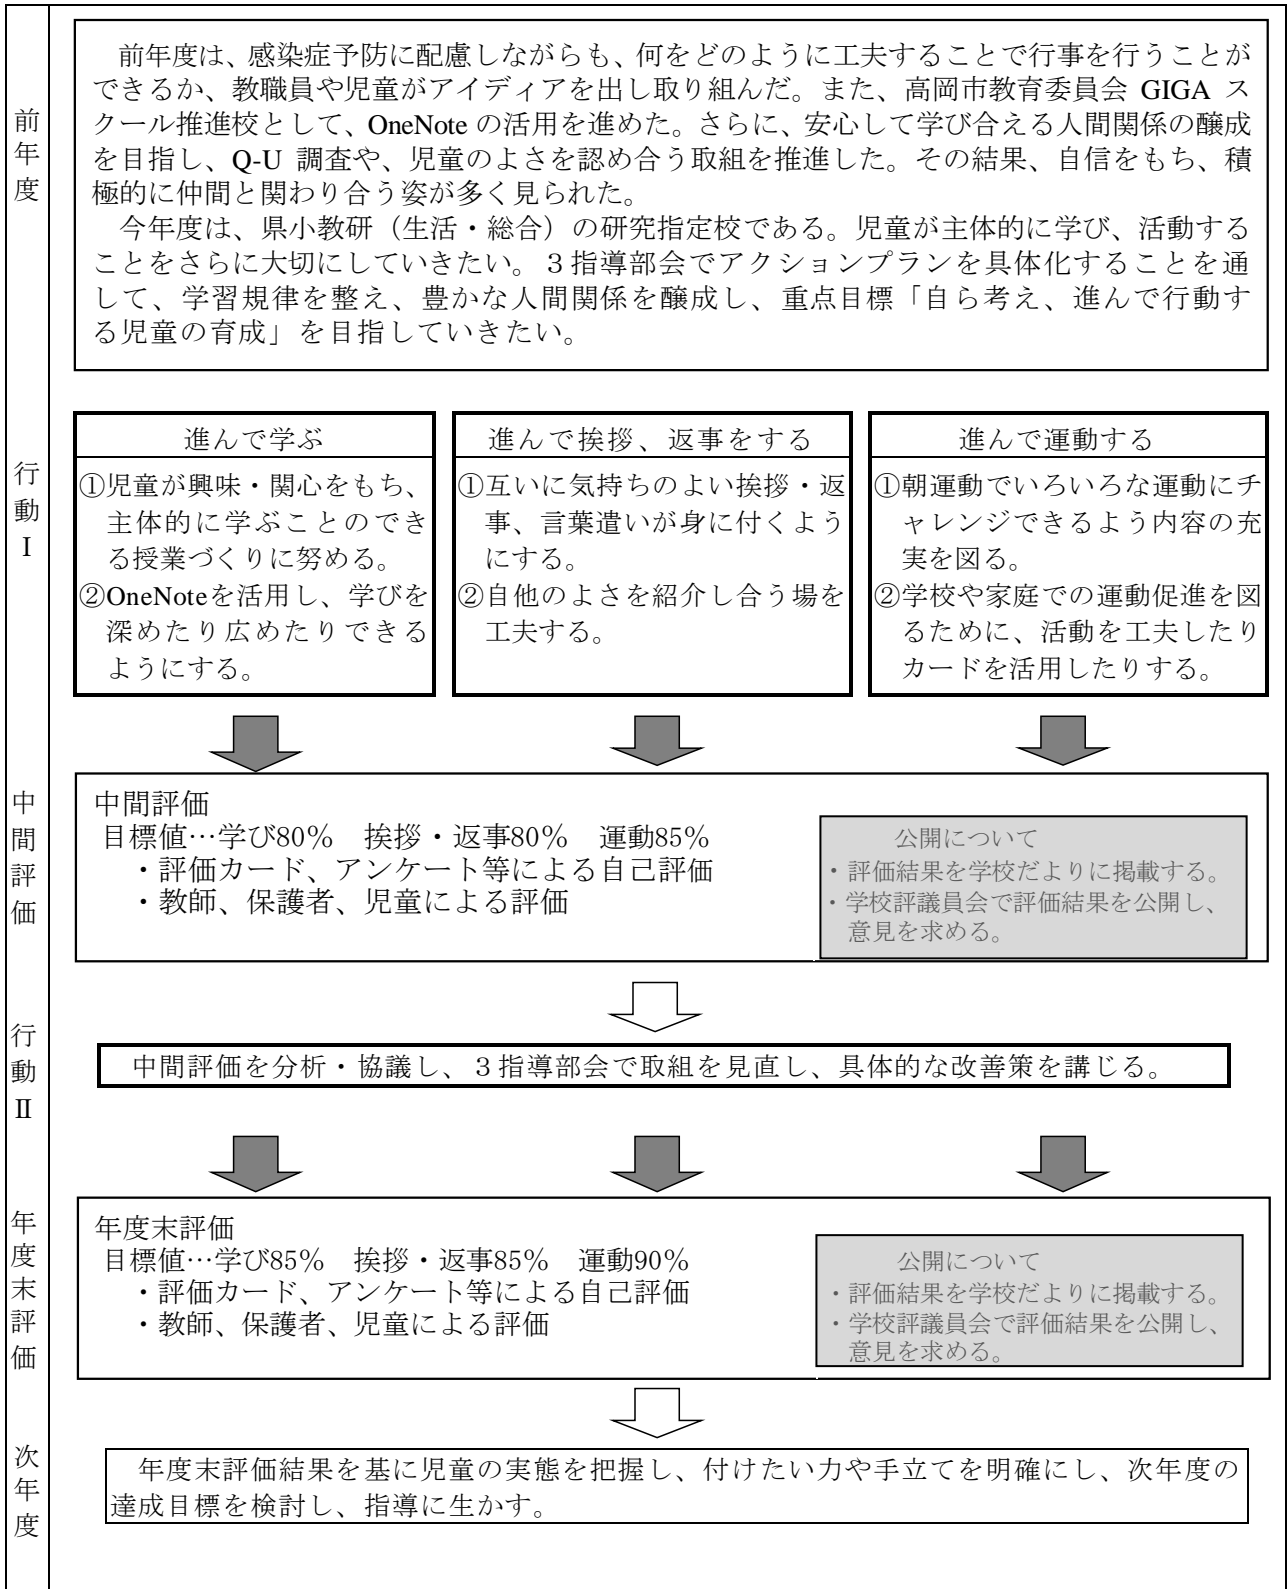 前年度
前年度は、感染症予防に配慮しながらも、何をどのように工夫することで行事を行うことが
できるか、教職員や児童がアイディアを出し取り組んだ。また、高岡市教育委員会 GIGA ス
クール推進校として、OneNote の活用を進めた。さらに、安心して学び合える人間関係の醸成
を目指し、Q-U 調査や、児童のよさを認め合う取組を推進した。その結果、自信をもち、積
極的に仲間と関わり合う姿が多く見られた。
今年度は、県小教研（生活・総合）の研究指定校である。児童が主体的に学び、活動する
ことをさらに大切にしていきたい。３指導部会でアクションプランを具体化することを通
して、学習規律を整え、豊かな人間関係を醸成し、重点目標「自ら考え、進んで行動す
る児童の育成」を目指していきたい。
行動Ⅰ
進んで学ぶ
①児童が興味・関心をもち、
主体的に学ぶことのでき
る授業づくりに努める。
②OneNoteを活用し、学びを
深めたり広めたりできる
ようにする。
進んで挨拶、返事をする
①互いに気持ちのよい挨拶・返
事、言葉遣いが身に付くよう
にする。
②自他のよさを紹介し合う場を
工夫する。
進んで運動する
①朝運動でいろいろな運動にチ
ャレンジできるよう内容の充
実を図る。
②学校や家庭での運動促進を図
るために、活動を工夫したり
カードを活用したりする。
中間評価
中間評価
目標値…学び80％　挨拶・返事80％　運動85％
・評価カード、アンケート等による自己評価
・教師、保護者、児童による評価
公開について
・評価結果を学校だよりに掲載する。
・学校評議員会で評価結果を公開し、
意見を求める。
行動Ⅱ
中間評価を分析・協議し、３指導部会で取組を見直し、具体的な改善策を講じる。
年度末評価
年度末評価
目標値…学び85％　挨拶・返事85％　運動90％
・評価カード、アンケート等による自己評価
・教師、保護者、児童による評価
公開について
・評価結果を学校だよりに掲載する。
・学校評議員会で評価結果を公開し、
意見を求める。
次年度
年度末評価結果を基に児童の実態を把握し、付けたい力や手立てを明確にし、次年度の
達成目標を検討し、指導に生かす。